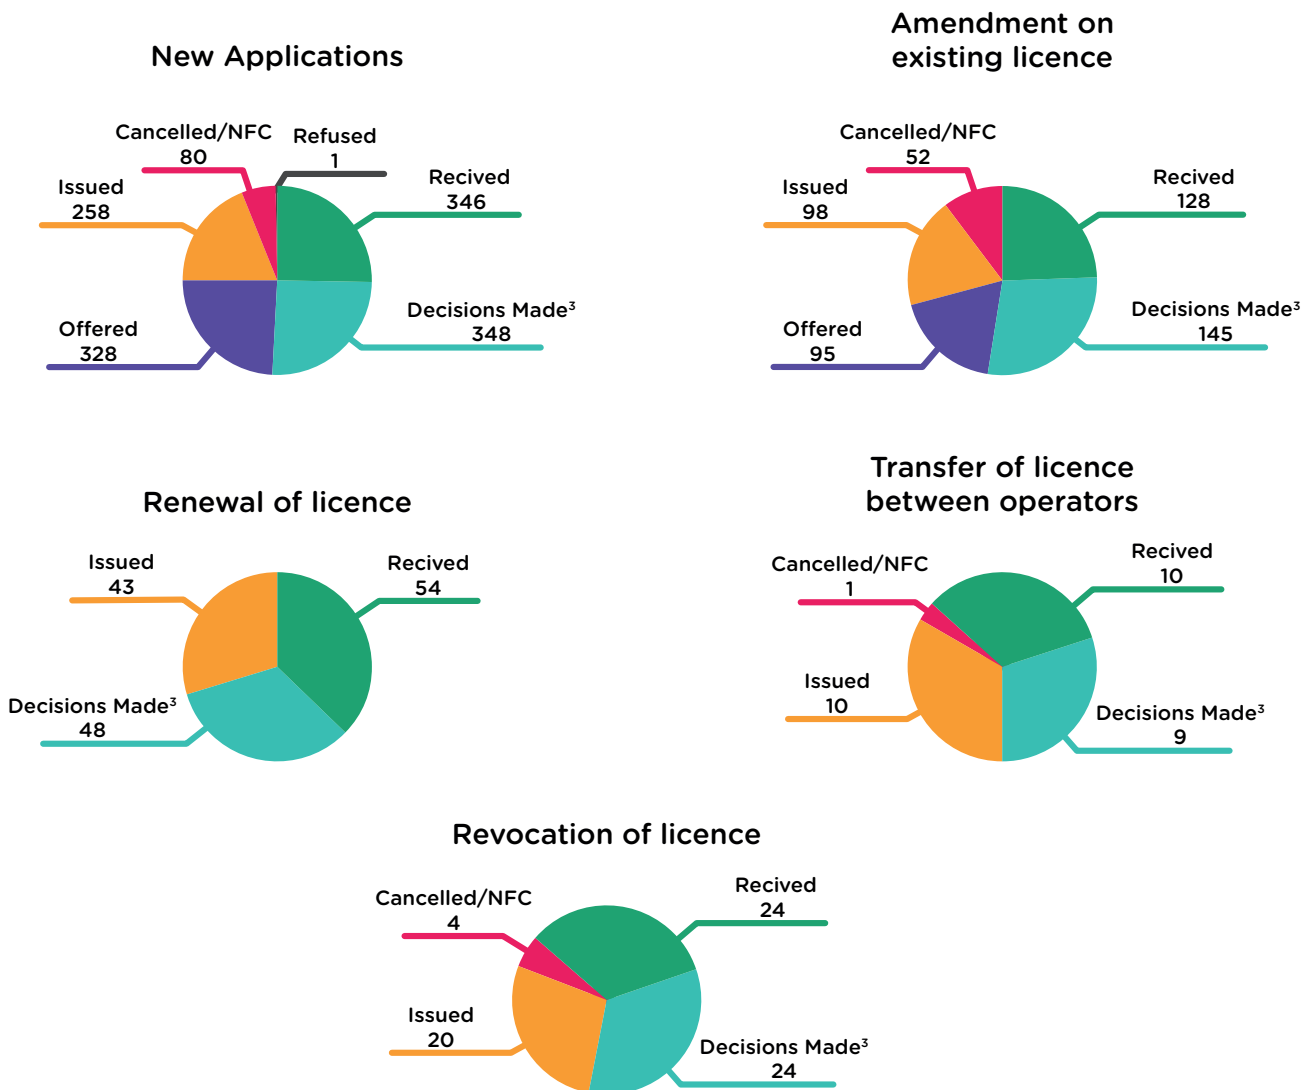 New Applications
Cancelled/NFC
80
Refused
1
Issued
258
Recived
346
Offered
328
Decisions Made³
348
Amendment on
existing licence
Cancelled/NFC
52
Issued
98
Recived
128
Offered
95
Decisions Made³
145
Renewal of licence
Issued
43
Recived
54
Decisions Made³
48
Transfer of licence
between operators
Cancelled/NFC
1
Recived
10
Issued
10
Decisions Made³
9
Revocation of licence
Cancelled/NFC
4
Recived
24
Issued
20
Decisions Made³
24